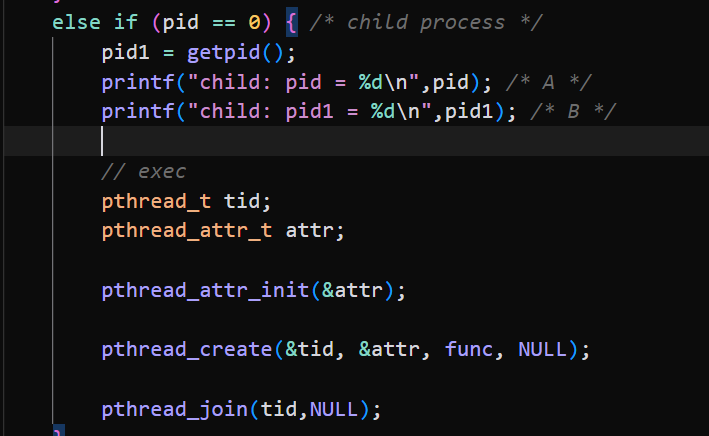 else if (pid == 0) { /* child process */
pid1 = getpid();
printf("child: pid = %d\n",pid); /* A */
printf("child: pid1 = %d\n",pid1); /* B */
// exec
pthread_t tid;
pthread_attr_t attr;
pthread_attr_init(&attr);
pthread_create(&tid, &attr, func, NULL);
pthread_join(tid,NULL);
}